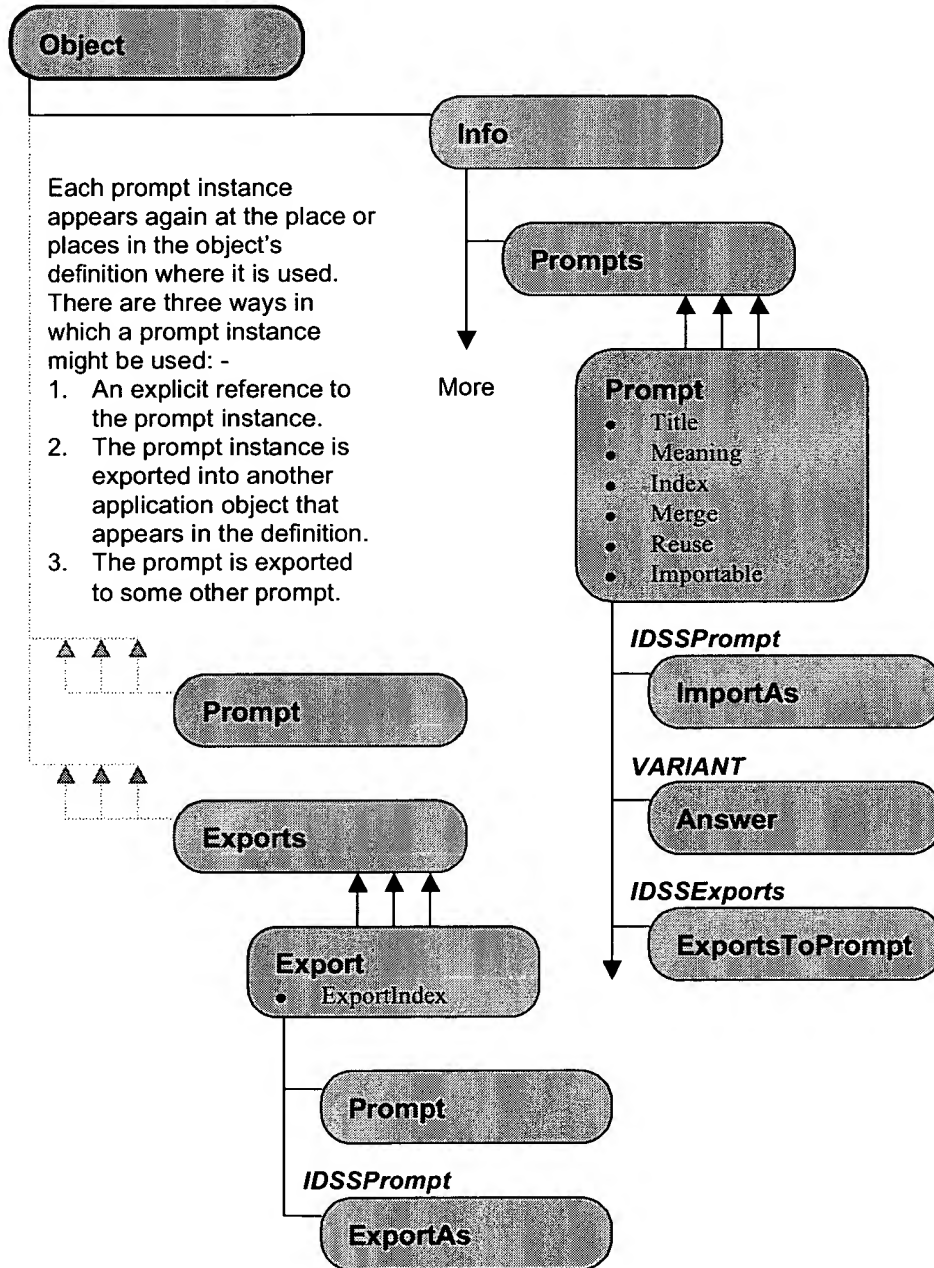 Object
Info
Each prompt instance
appears again at the place or
places in the object's
definition where it is used.
There are three ways in
which a prompt instance
might be used: -
1. An explicit reference to
the prompt instance.
2. The prompt instance is
exported into another
application object that
appears in the definition.
3. The prompt is exported
to some other prompt.
Prompts
More
Prompt
• Title
• Meaning
• Index
• Merge
• Reuse
• Importable
IDSSPrompt
ImportAs
VARIANT
Answer
IDSSExports
ExportsToPrompt
Prompt
Exports
Export
• ExportIndex
Prompt
IDSSPrompt
ExportAs